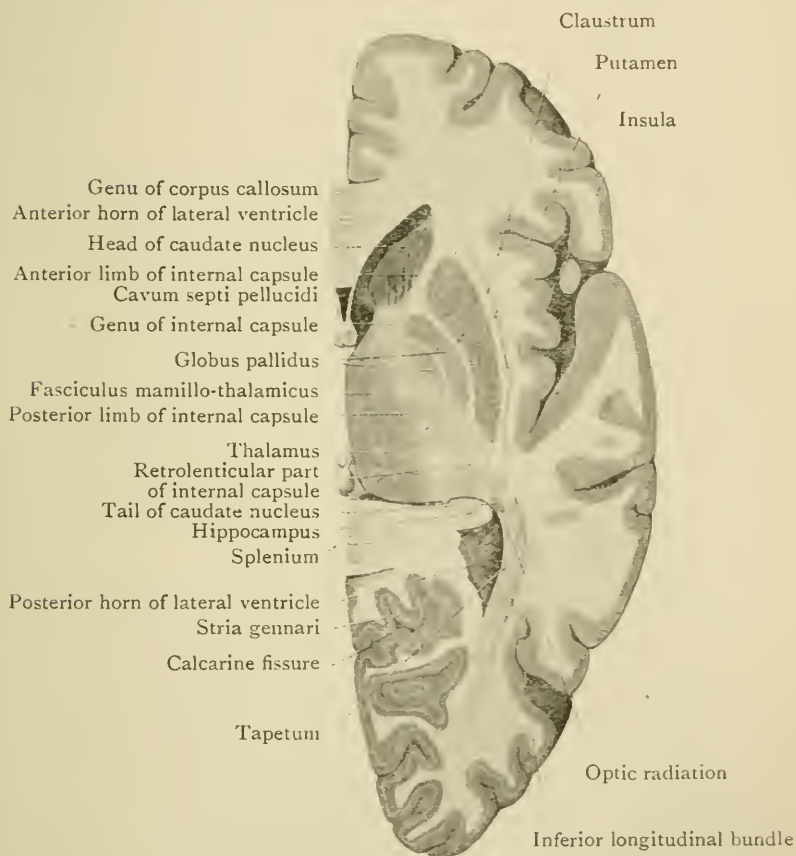 Claustrum
Putamen
Insula
Genu of corpus callosum
Anterior horn of lateral ventricle
Head of caudate nucleus
Anterior limb of internal capsule
Cavum septi pellucidi
Genu of internal capsule
Globus pallidus
Fasciculus mamillo-thalamicus
Posterior limb of internal capsule
Thalamus
Retrolenticular part
of internal capsule
Tail of caudate nucleus
Hippocampus
Splenium
Posterior horn of lateral ventricle
Stria gennari
Calcarine fissure
Tapetum
Optic radiation
Inferior longitudinal bundle